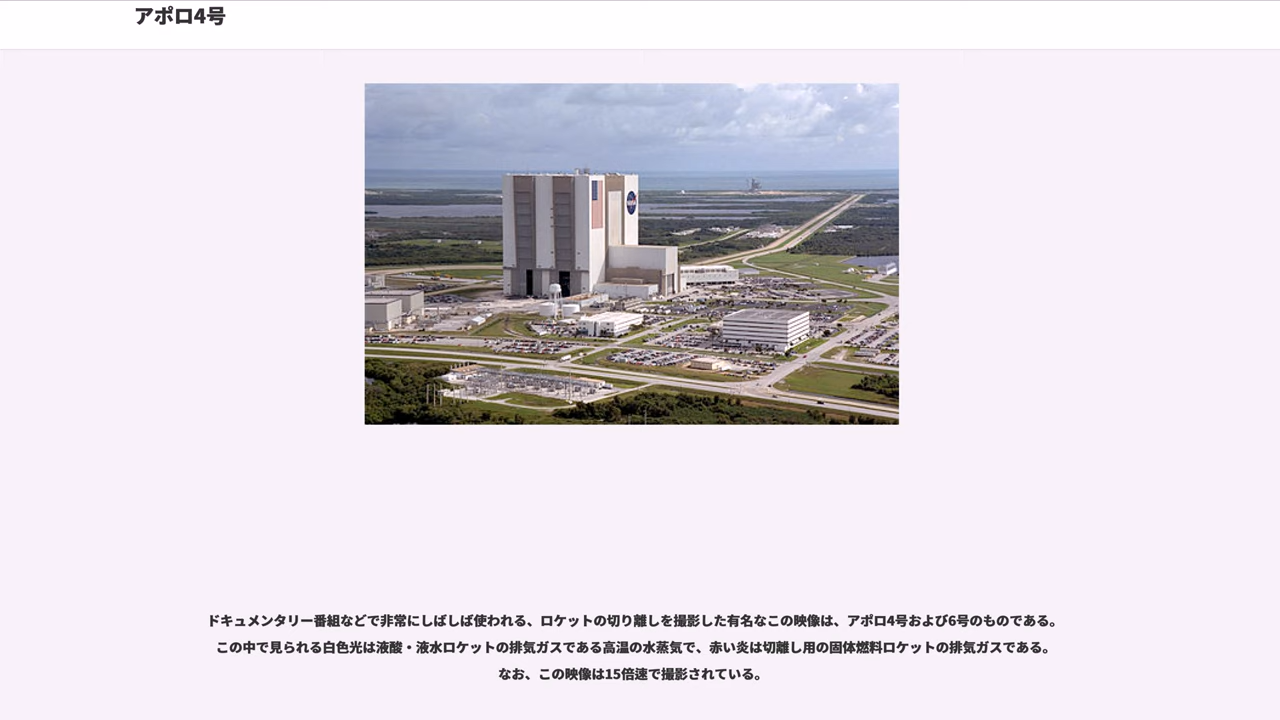 アポロ4号
ドキュメンタリー番組などで非常にしばしば使われる、ロケットの切り離しを撮影した有名なこの映像は、アポロ4号および6号のものである。
この中で見られる白色光は液酸・液水ロケットの排気ガスである高温の水蒸気で、赤い炎は切離し用の固体燃料ロケットの排気ガスである。
なお、この映像は15倍速で撮影されている。